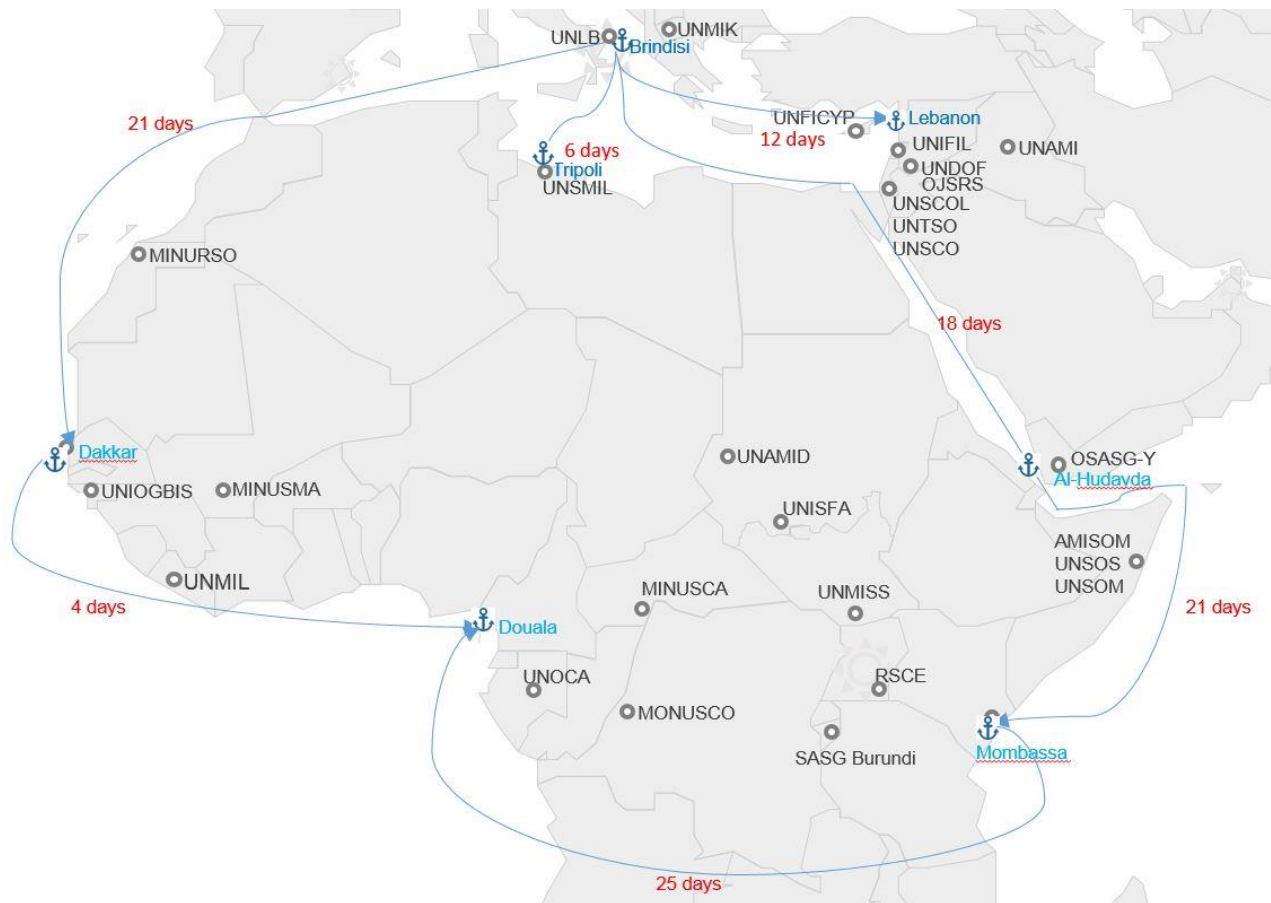 UNLB
UNMIK
Brindisi
21 days
UNFICYP
Lebanon
12 days
6 days
UNIFIL
UNAMI
Tripoli
UNDOF
UNSMIL
OJSRS
UNSCOL
UNTSO
UNSCO
MINURSO
18 days
Dakkar
UNAMID
OSASG-Y
Al-Hudavda
UNIOGBIS
MINUSMA
UNISFA
AMISOM
UNSOS
UNSOM
UNMIL
MINUSCA
UNMISS
4 days
21 days
Douala
UNOCA
RSCE
MONUSCO
SASG Burundi
Mombassa
25 days